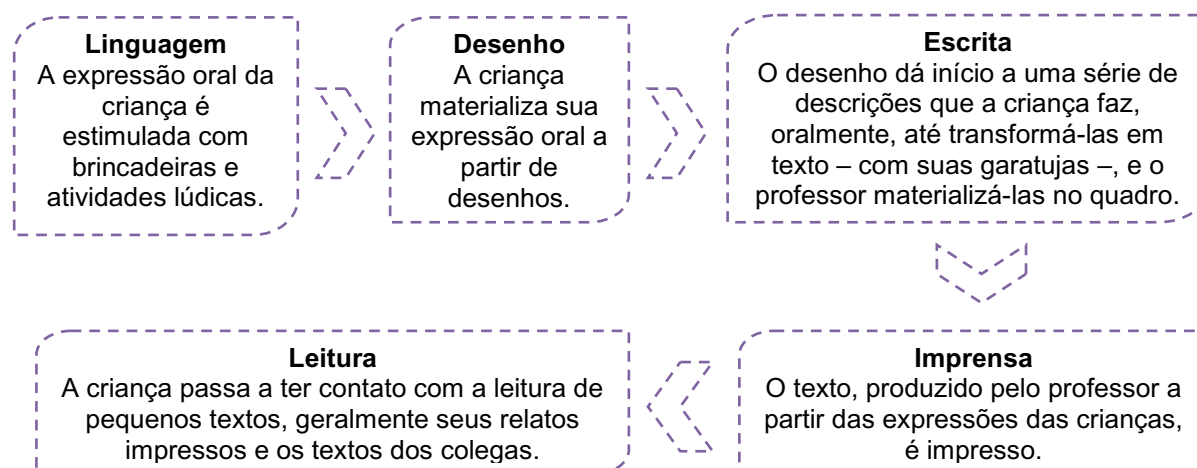 Linguagem
A expressão oral da
criança é
estimulada com
brincadeiras e
atividades lúdicas.
Desenho
A criança
materializa sua
expressão oral a
partir de
desenhos.
Escrita
O desenho dá início a uma série de
descrições que a criança faz,
oralmente, até transformá-las em
texto – com suas garatujas –, e o
professor materializá-las no quadro.
Imprensa
O texto, produzido pelo professor a
partir das expressões das crianças,
é impresso.
Leitura
A criança passa a ter contato com a leitura de
pequenos textos, geralmente seus relatos
impressos e os textos dos colegas.